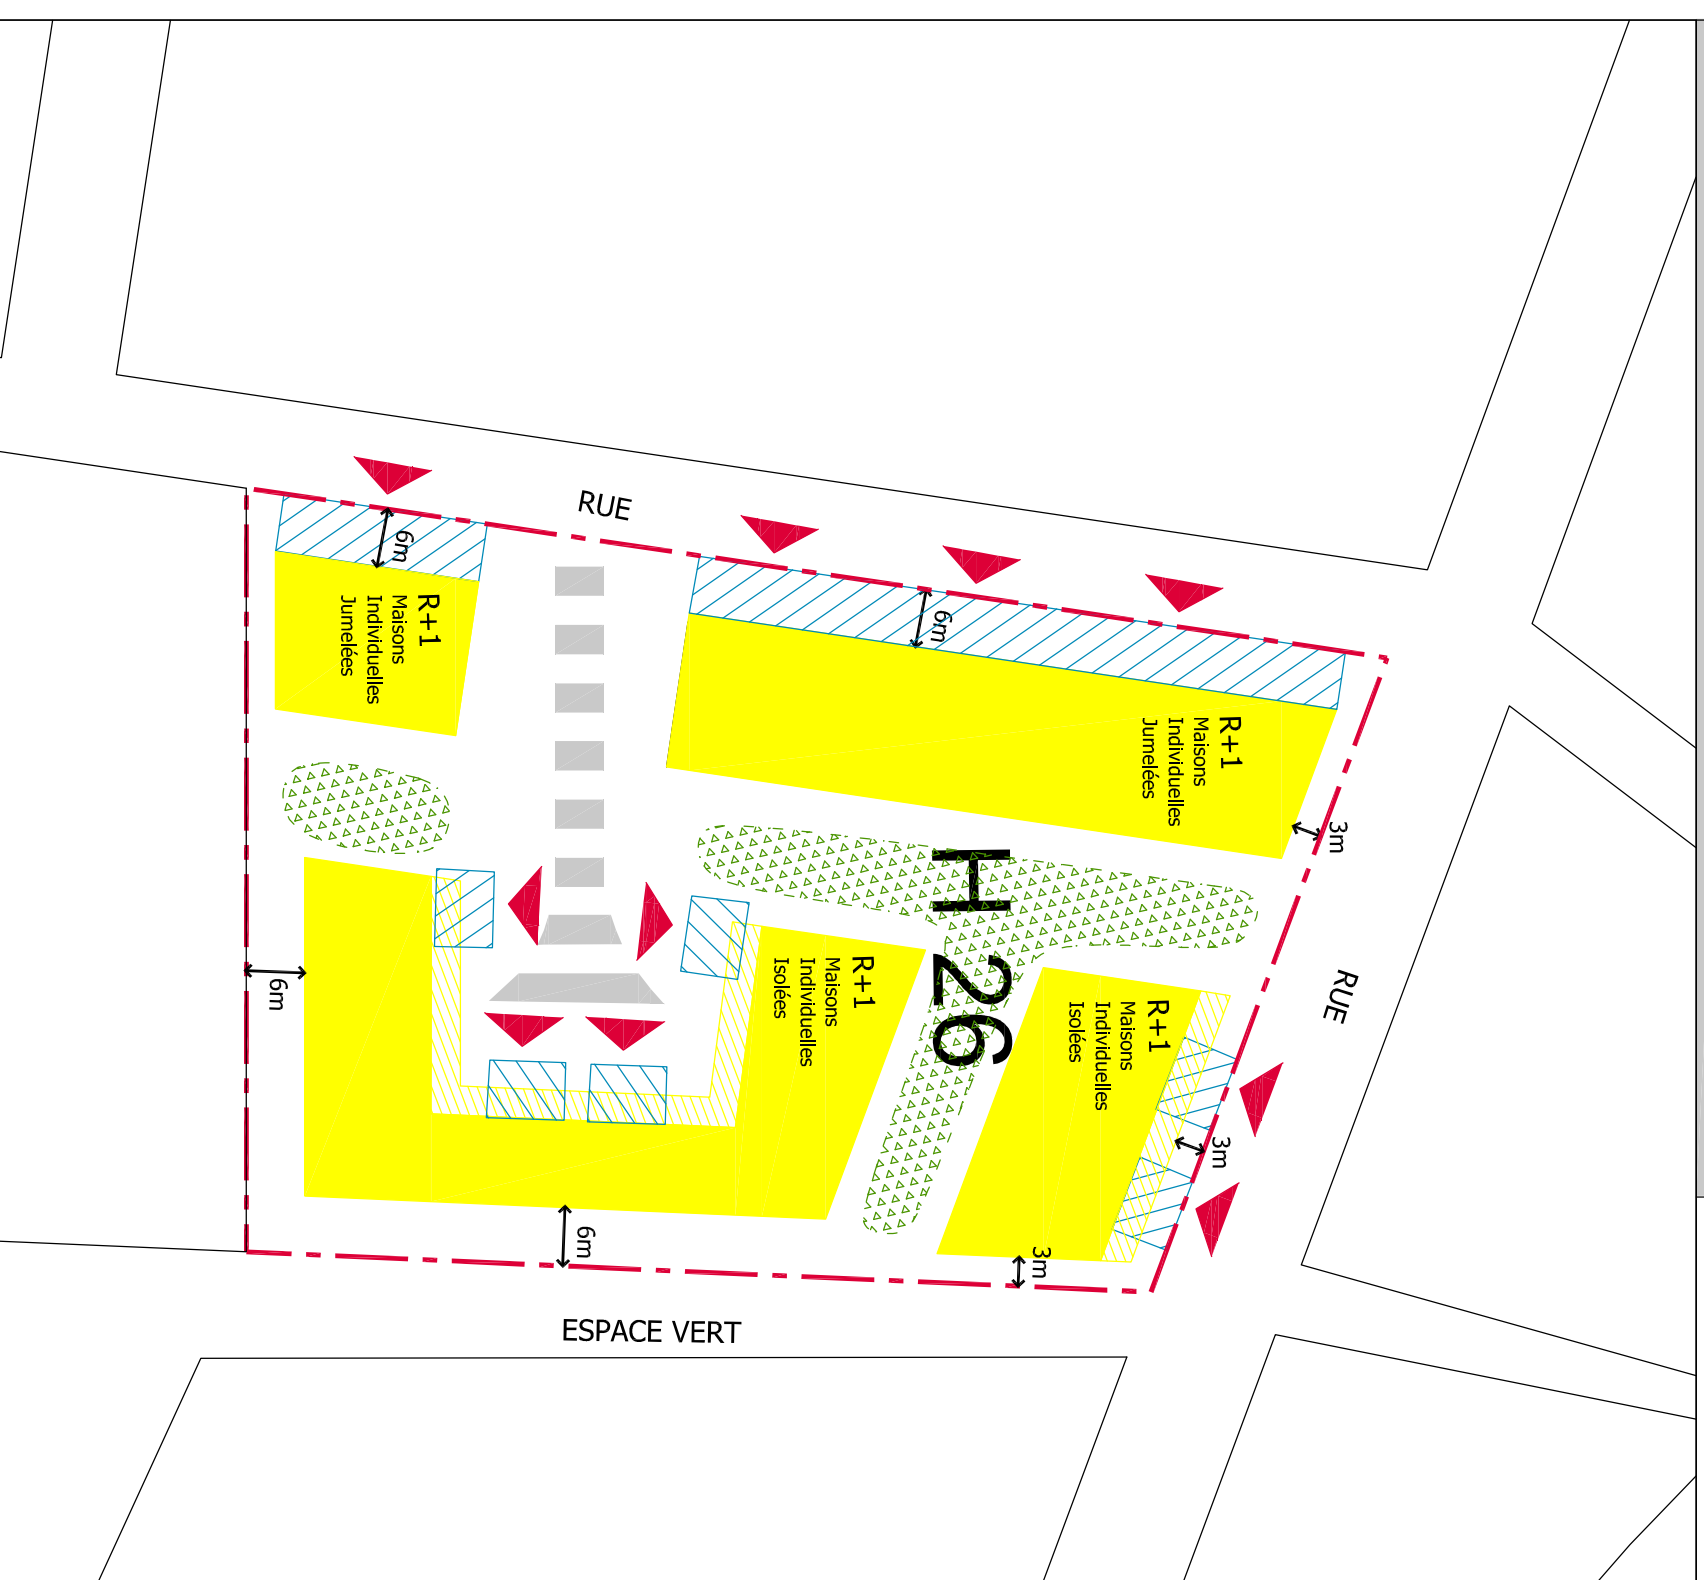 RUE
6m
R+1
Maisons
Individuelles
Jumelées
6m
R+1
Maisons
Individuelles
Jumelées
3m
H 26
RUE
R+1
Maisons
Individuelles
Isolées
R+1
Maisons
Individuelles
Isolées
6m
3m
6m
3m
ESPACE VERT